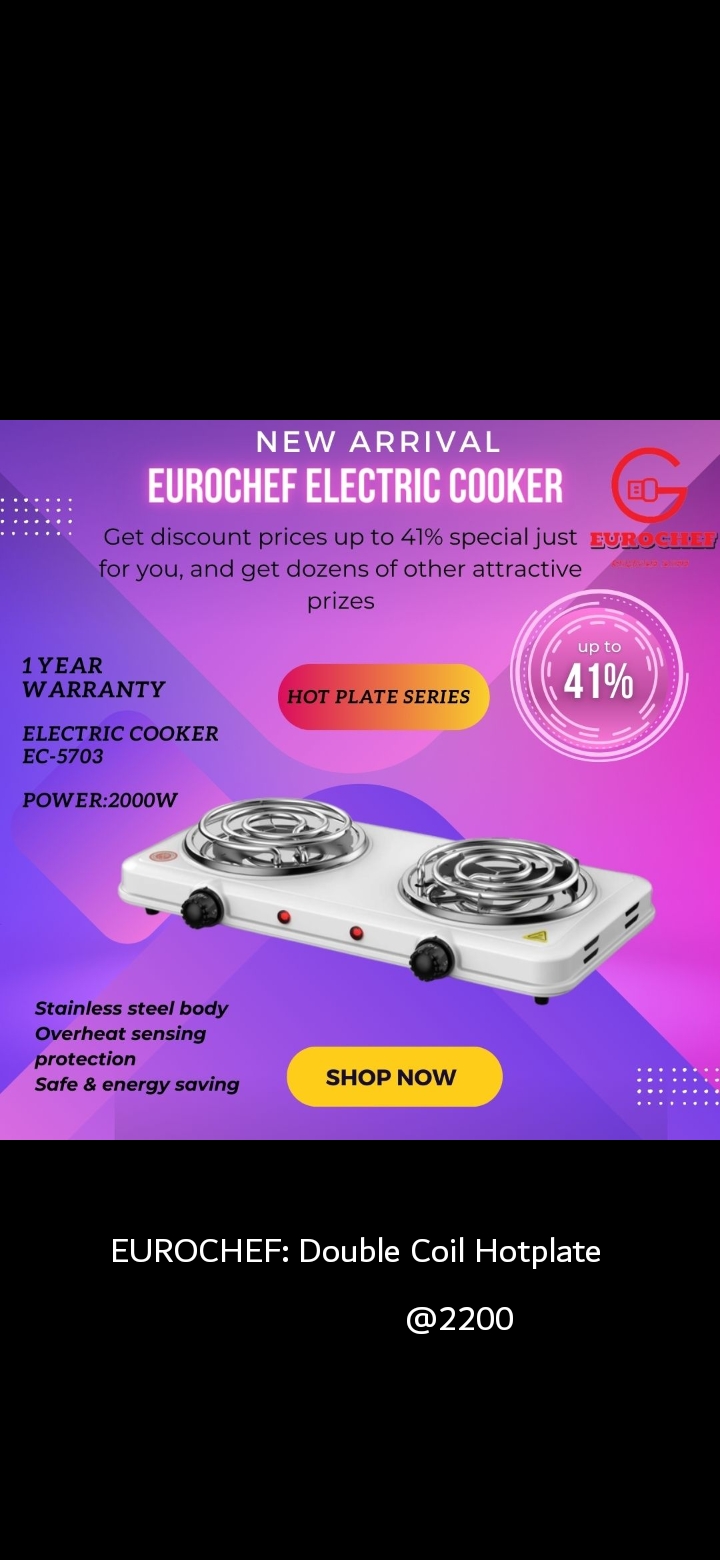 NEW ARRIVAL
EUROCHEF ELECTRIC COOKER
Get discount prices up to 41% special just
for you, and get dozens of other attractive
prizes
EUROCHEF
up to
41%
1 YEAR
WARRANTY
HOT PLATE SERIES
ELECTRIC COOKER
EC-5703
POWER:2000W
Stainless steel body
Overheat sensing
protection
Safe & energy saving
SHOP NOW
EUROCHEF: Double Coil Hotplate
@2200